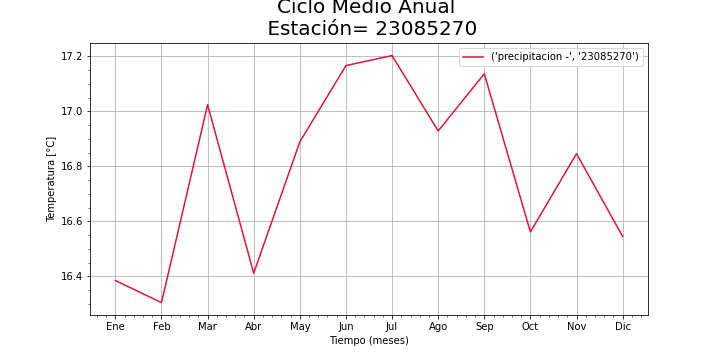 Ciclo Medio Anual
Estación= 23085270
('precipitacion -', '23085270')
Temperatura [°C]
17.2
17.0
16.8
16.6
16.4
Ene Feb Mar Abr May Jun Jul Ago Sep Oct Nov Dic
Tiempo (meses)